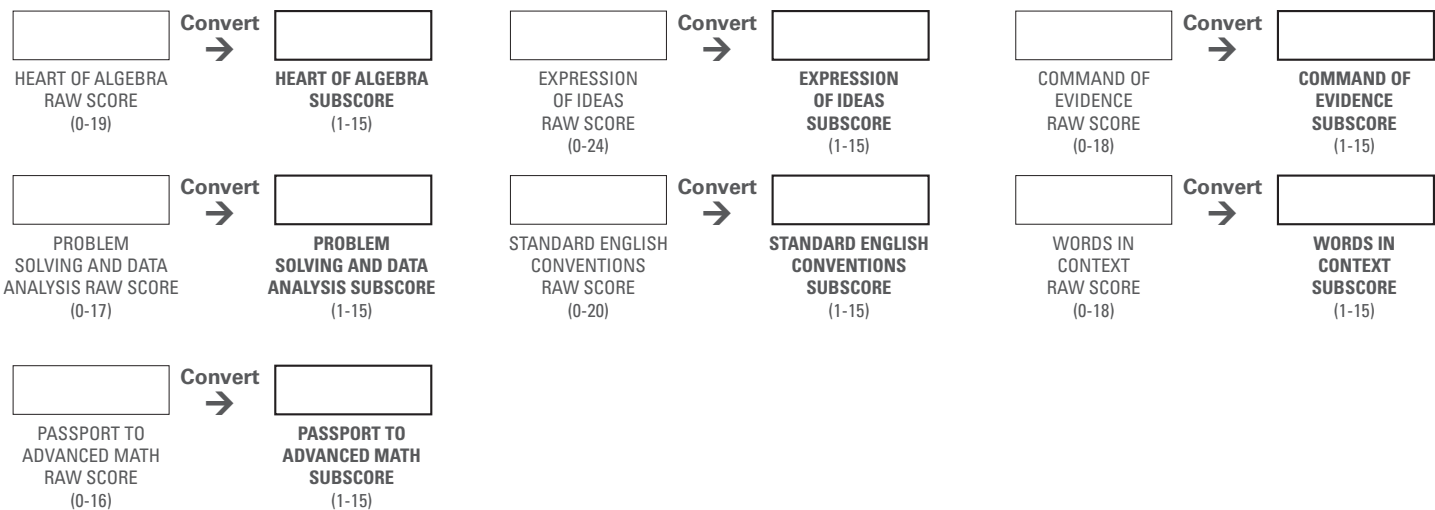 Convert
→
HEART OF ALGEBRA
RAW SCORE
(0-19)
HEART OF ALGEBRA
SUBSCORE
(1-15)
Convert
→
EXPRESSION
OF IDEAS
RAW SCORE
(0-24)
EXPRESSION
OF IDEAS
SUBSCORE
(1-15)
Convert
→
COMMAND OF
EVIDENCE
RAW SCORE
(0-18)
COMMAND OF
EVIDENCE
SUBSCORE
(1-15)
Convert
→
PROBLEM
SOLVING AND DATA
ANALYSIS RAW SCORE
(0-17)
PROBLEM
SOLVING AND DATA
ANALYSIS SUBSCORE
(1-15)
Convert
→
STANDARD ENGLISH
CONVENTIONS
RAW SCORE
(0-20)
STANDARD ENGLISH
CONVENTIONS
SUBSCORE
(1-15)
Convert
→
WORDS IN
CONTEXT
RAW SCORE
(0-18)
WORDS IN
CONTEXT
SUBSCORE
(1-15)
Convert
→
PASSPORT TO
ADVANCED MATH
RAW SCORE
(0-16)
PASSPORT TO
ADVANCED MATH
SUBSCORE
(1-15)